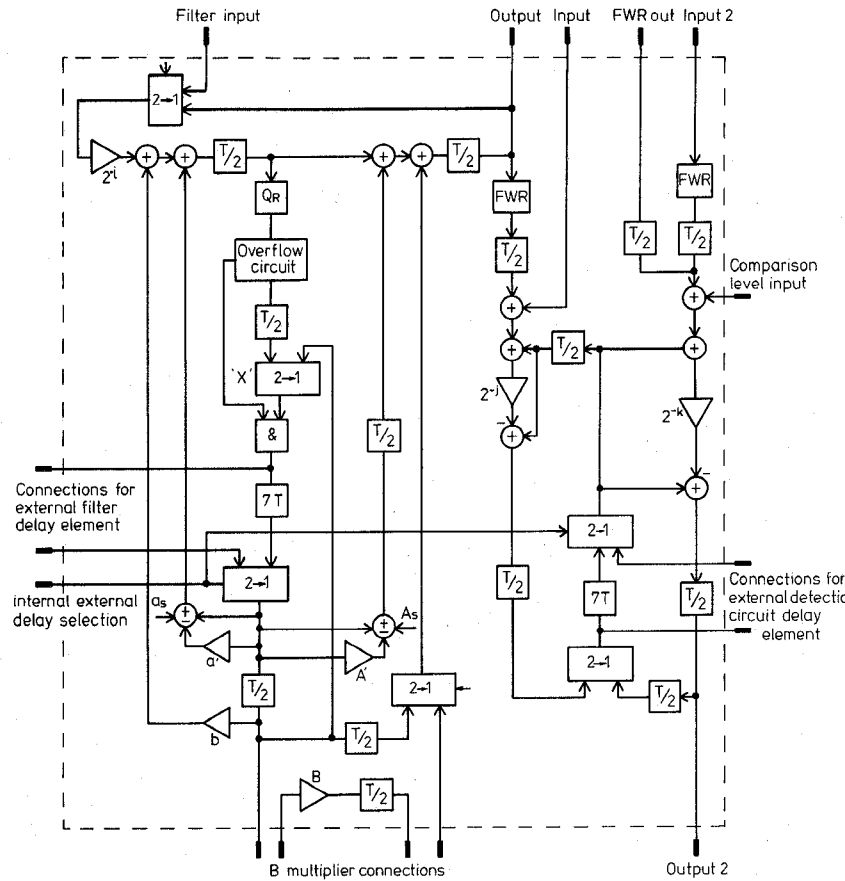 Filter input
Output Input
FWR out Input 2
2→1
2⁻ⁱ
+
+
T/2
+
+
T/2
QR
FWR
FWR
Overflow
circuit
T/2
T/2
T/2
Comparison
level input
+
+
T/2
'X'
2→1
+
T/2
+
2⁻ʲ
2⁻ᵏ
&
T/2
-
+
-
+
Connections for
external filter
delay element
7T
2→1
2→1
internal external
delay selection
as
±
a'
As
±
A'
T/2
7T
T/2
Connections for
external detectio
circuit delay
element
2→1
T/2
2→1
T/2
b
T/2
B
T/2
B multiplier connections
Output 2